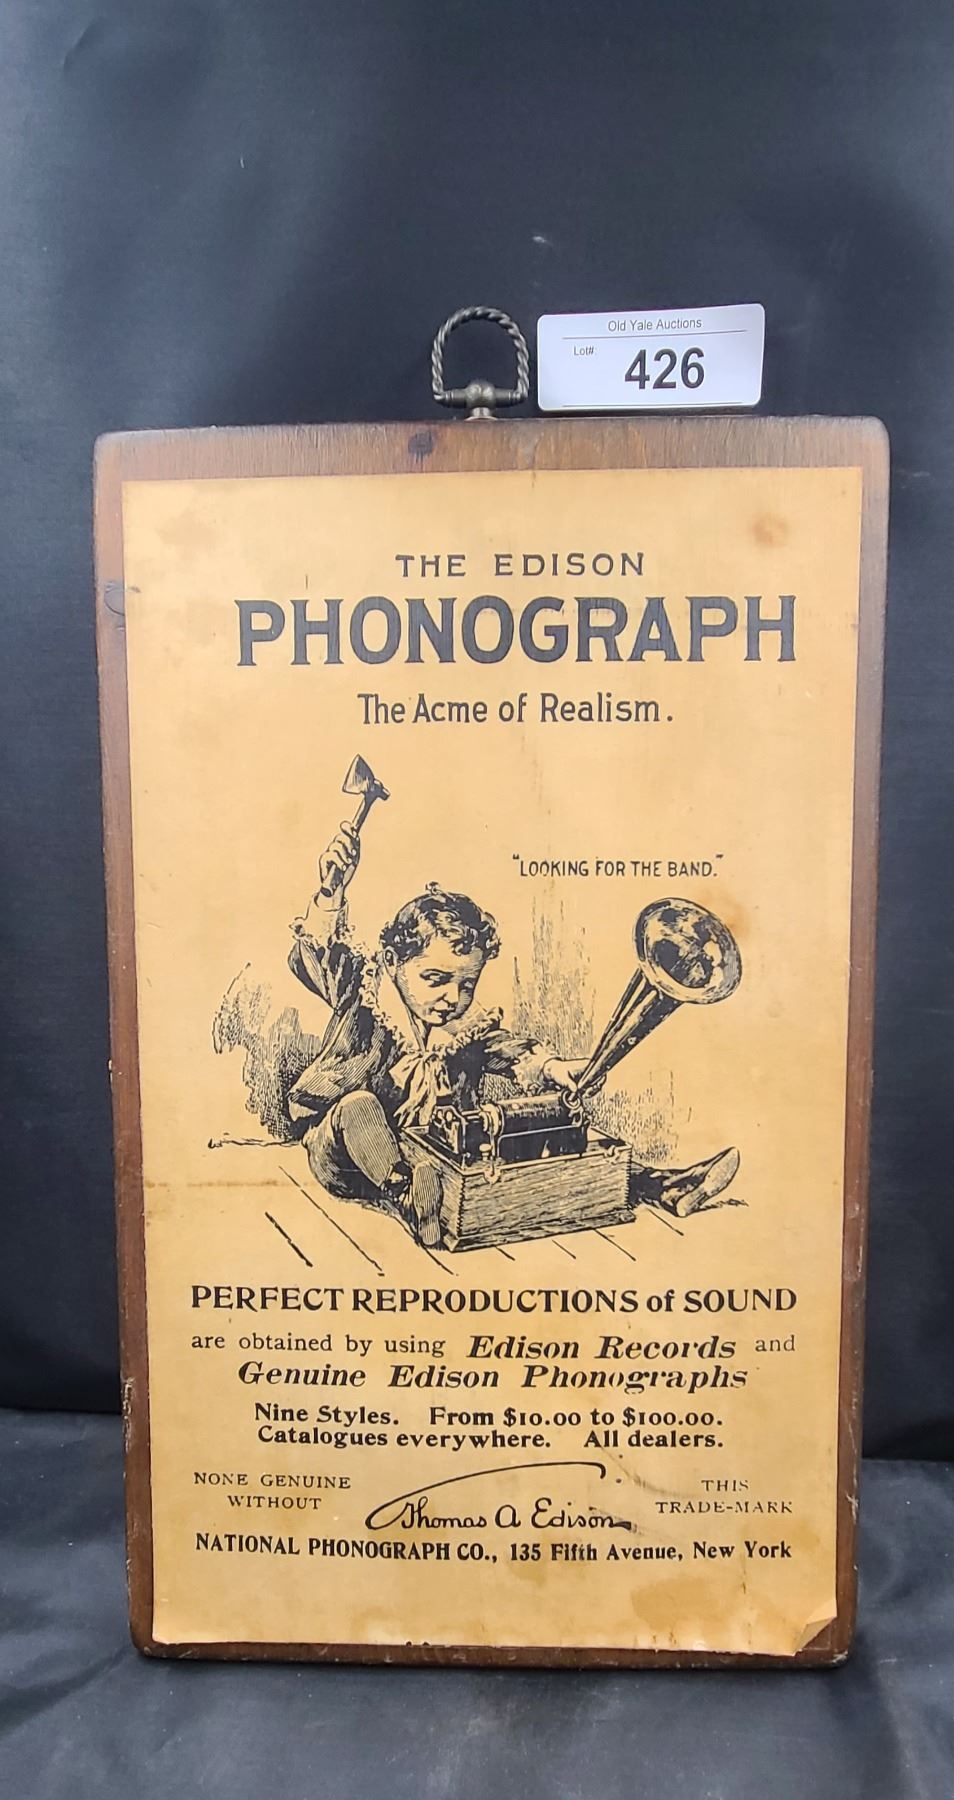 Old Yale Auctions
Lot# 426
THE EDISON
PHONOGRAPH
The Acme of Realism.
"LOOKING FOR THE BAND."
PERFECT REPRODUCTIONS of SOUND
are obtained by using Edison Records and
Genuine Edison Phonographs
Nine Styles. From $10.00 to $100.00.
Catalogues everywhere. All dealers.
NONE GENUINE
WITHOUT
Thomas A Edison
THIS
TRADE-MARK
NATIONAL PHONOGRAPH CO., 135 Fifth Avenue, New York